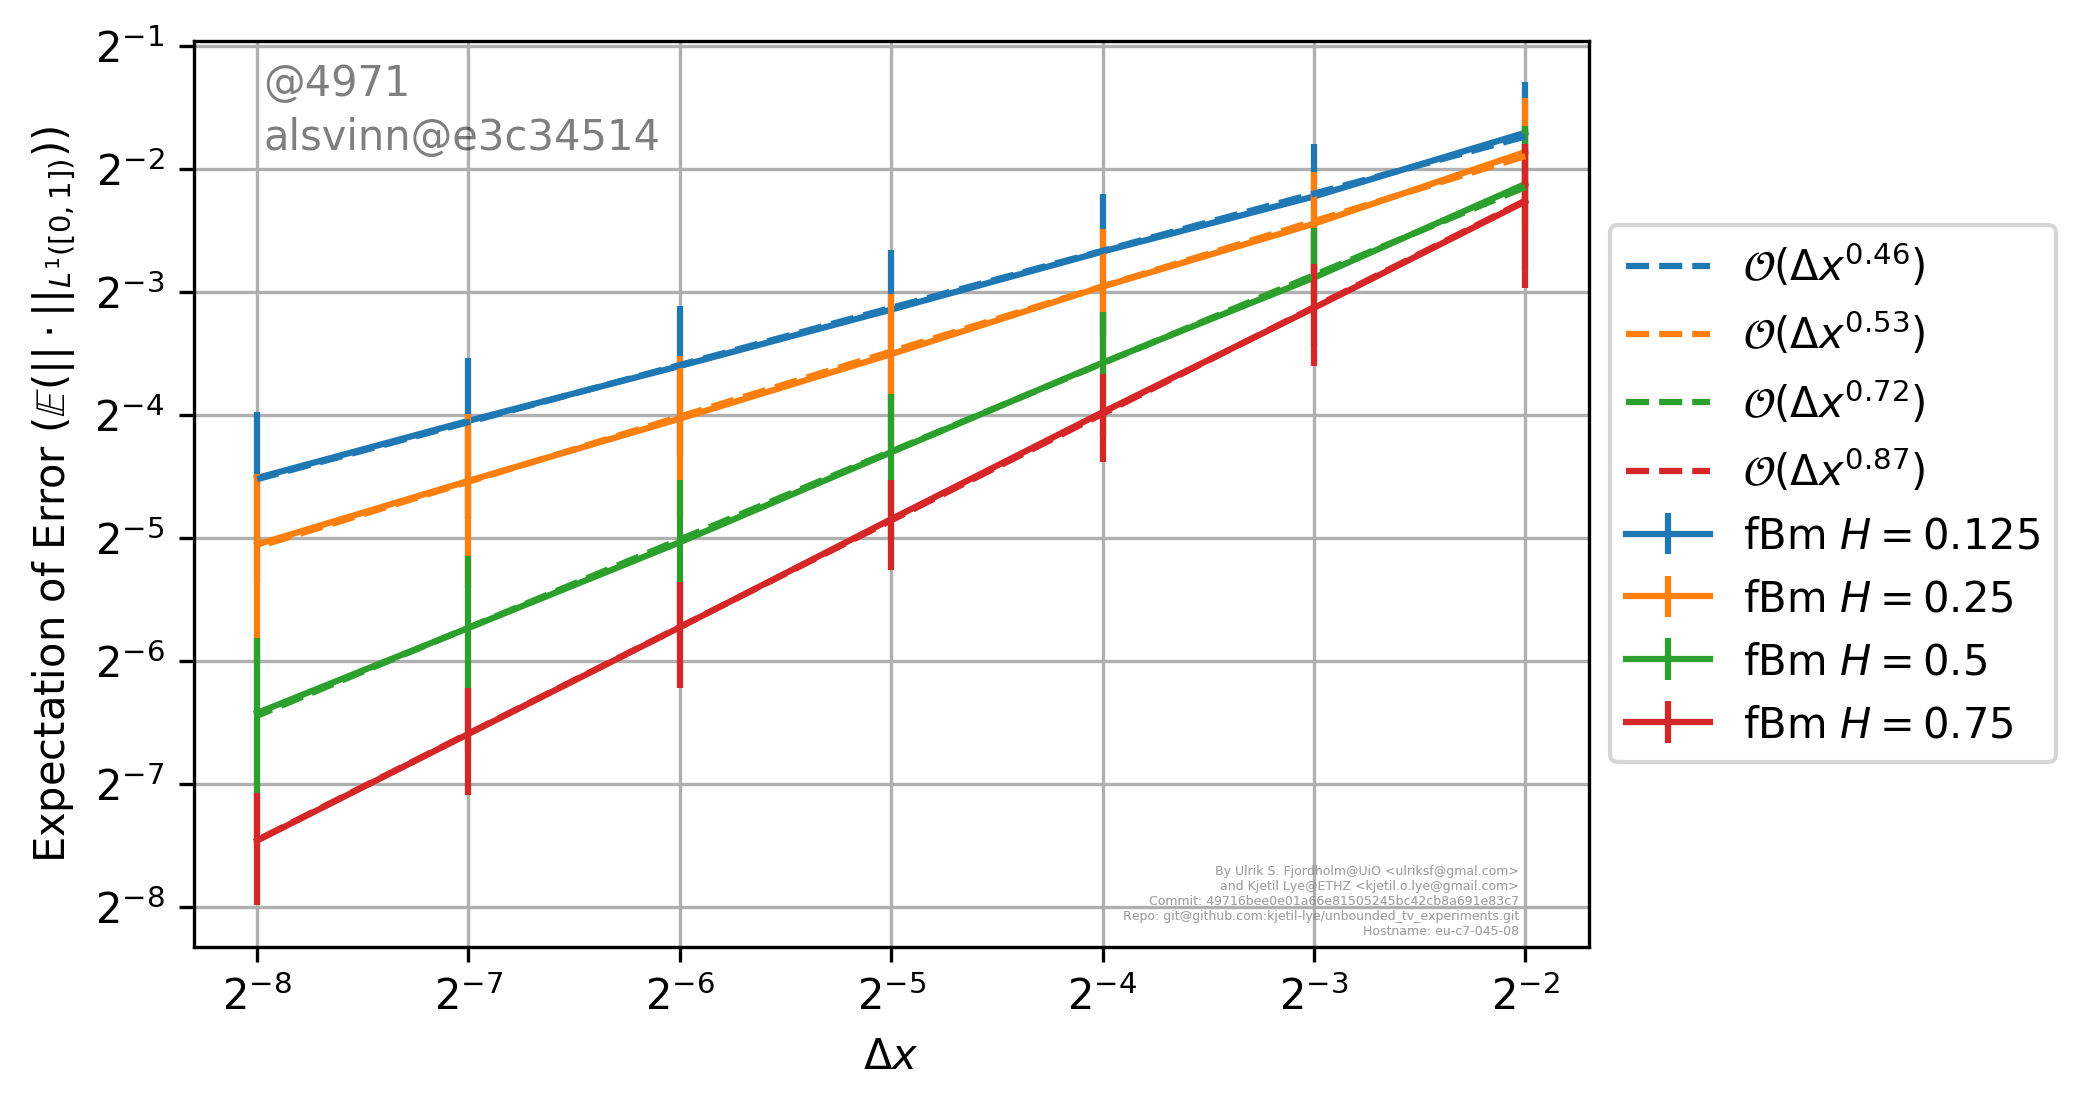 2⁻¹
2⁻²
2⁻³
2⁻⁴
2⁻⁵
2⁻⁶
2⁻⁷
2⁻⁸
Expectation of Error (𝔼(||·||_{L¹([0,1])}))
@4971
alsvinn@e3c34514
By Ulrik S. Fjordholm@UiO <ulriksf@gmal.com>
and Kjetil Lye@ETHZ <kjetil.o.lye@gmail.com>
Commit: 49716bee0e01a66e81505245bc42cb8a691e83c7
Repo: git@github.com:kjetil-lye/unbounded_tv_experiments.git
Hostname: eu-c7-045-08
2⁻⁸ 2⁻⁷ 2⁻⁶ 2⁻⁵ 2⁻⁴ 2⁻³ 2⁻²
Δx
𝒪(Δx^{0.46})
𝒪(Δx^{0.53})
𝒪(Δx^{0.72})
𝒪(Δx^{0.87})
fBm H = 0.125
fBm H = 0.25
fBm H = 0.5
fBm H = 0.75